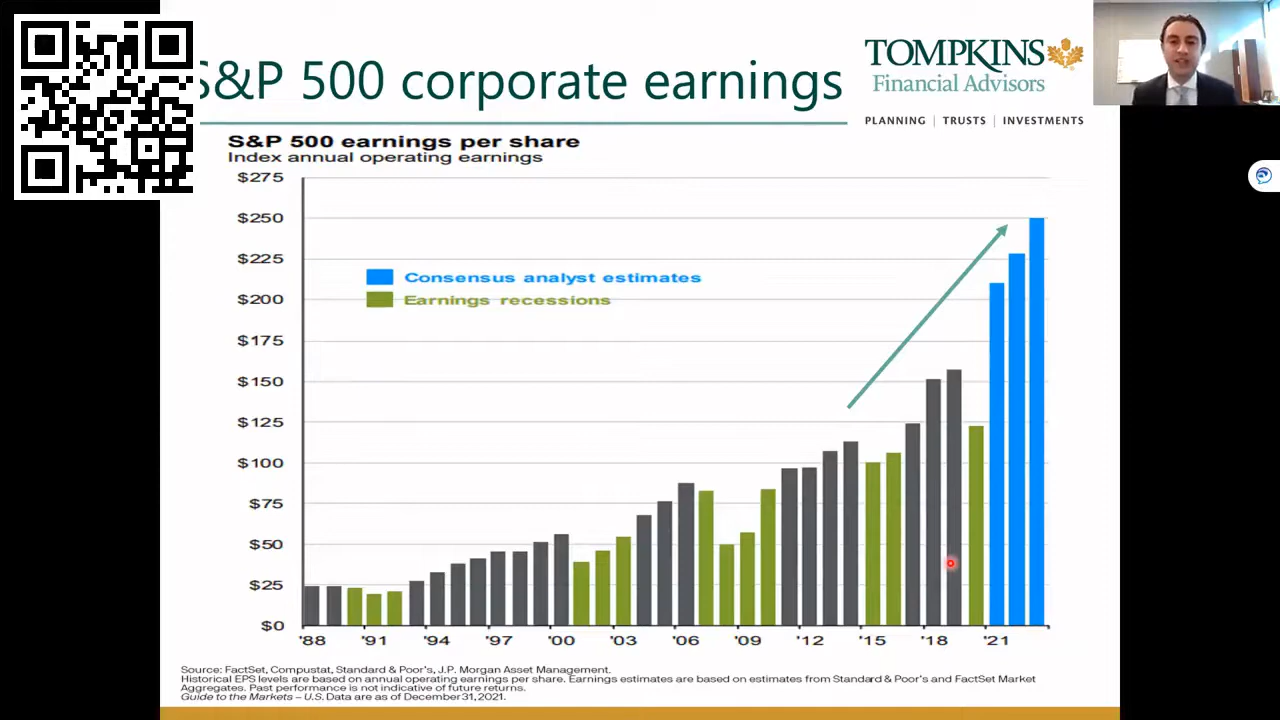 S&P 500 corporate earnings
TOMPKINS
Financial Advisors
PLANNING | TRUSTS | INVESTMENTS
S&P 500 earnings per share
Index annual operating earnings
$275
$250
$225
$200
$175
$150
$125
$100
$75
$50
$25
$0
Consensus analyst estimates
Earnings recessions
'88 '91 '94 '97 '00 '03 '06 '09 '12 '15 '18 '21
Source: FactSet, Compustat, Standard & Poor's, J.P. Morgan Asset Management.
Historical EPS levels are based on annual operating earnings per share. Earnings estimates are based on estimates from Standard & Poor's and FactSet Market
Aggregates. Past performance is not indicative of future returns.
Guide to the Markets – U.S. Data are as of December 31, 2021.